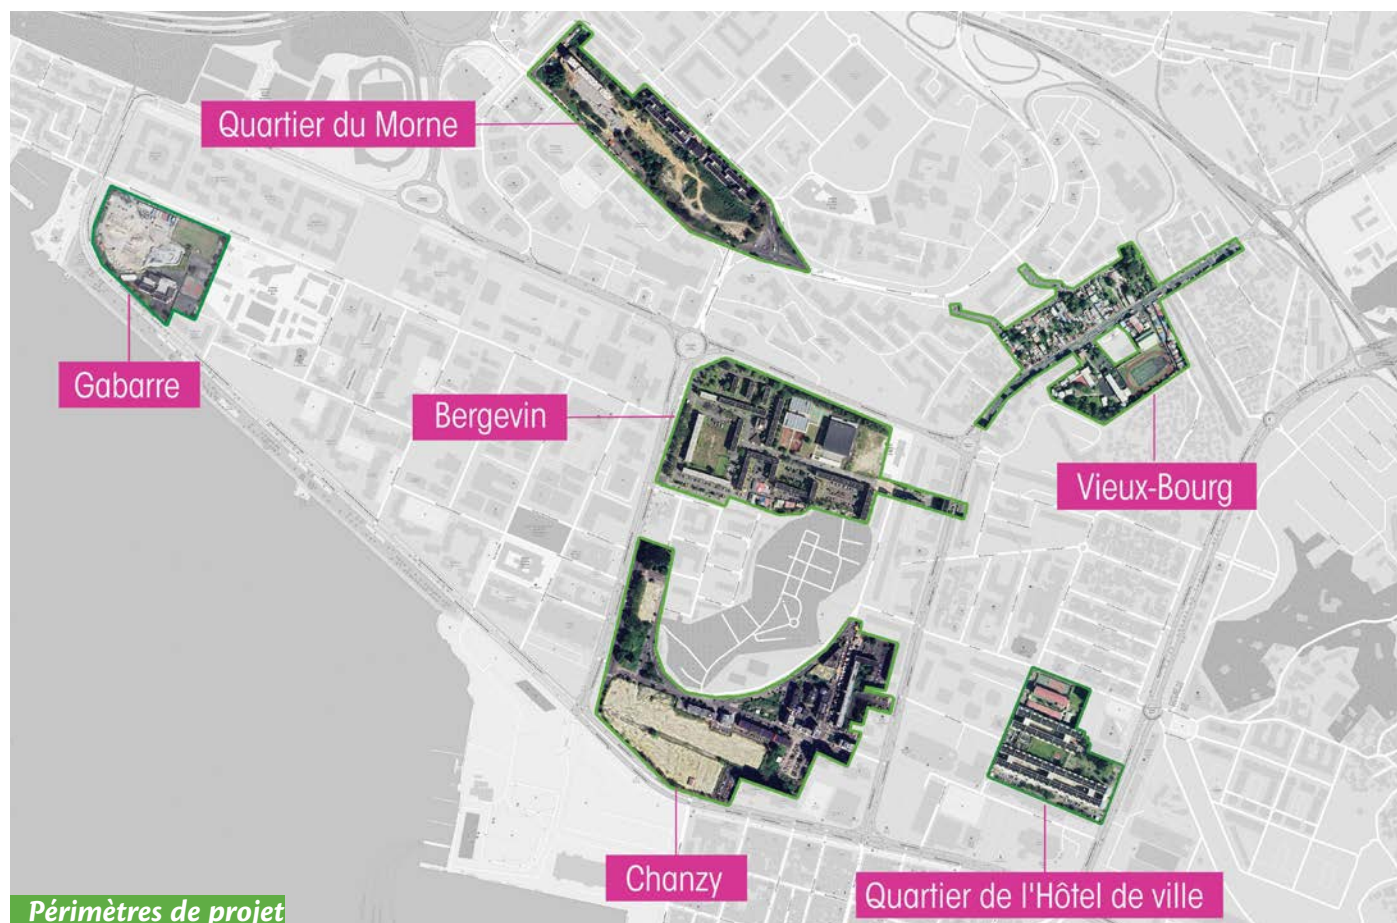 Quartier du Morne
Gabarre
Bergevin
Vieux-Bourg
Chanzy
Quartier de l'Hôtel de ville
Périmètres de projet